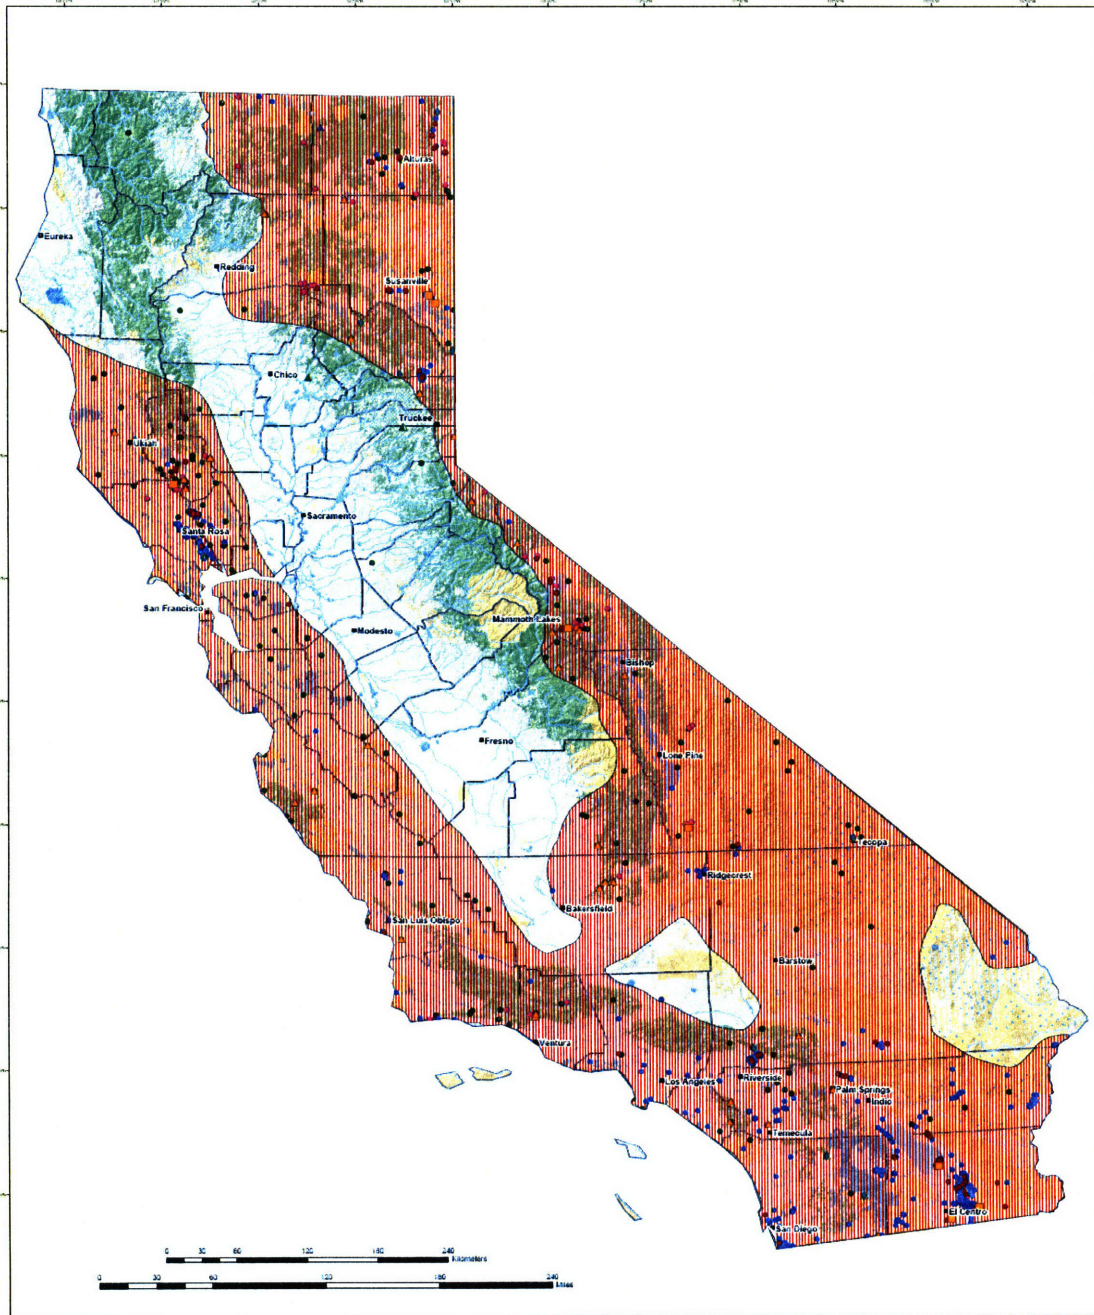 Alturas
Eureka
Redding
Susanville
Chico
Truckee
Ukiah
Sacramento
Santa Rosa
San Francisco
Mammoth Lakes
Modesto
Bishop
Fresno
Lone Pine
Tecopa
Ridgecrest
Bakersfield
San Luis Obispo
Barstow
Ventura
Los Angeles
Riverside
Palm Springs
Indio
Temecula
El Centro
San Diego
0 30 60 120 180 240
Kilometers
0 30 60 120 180 240
Miles